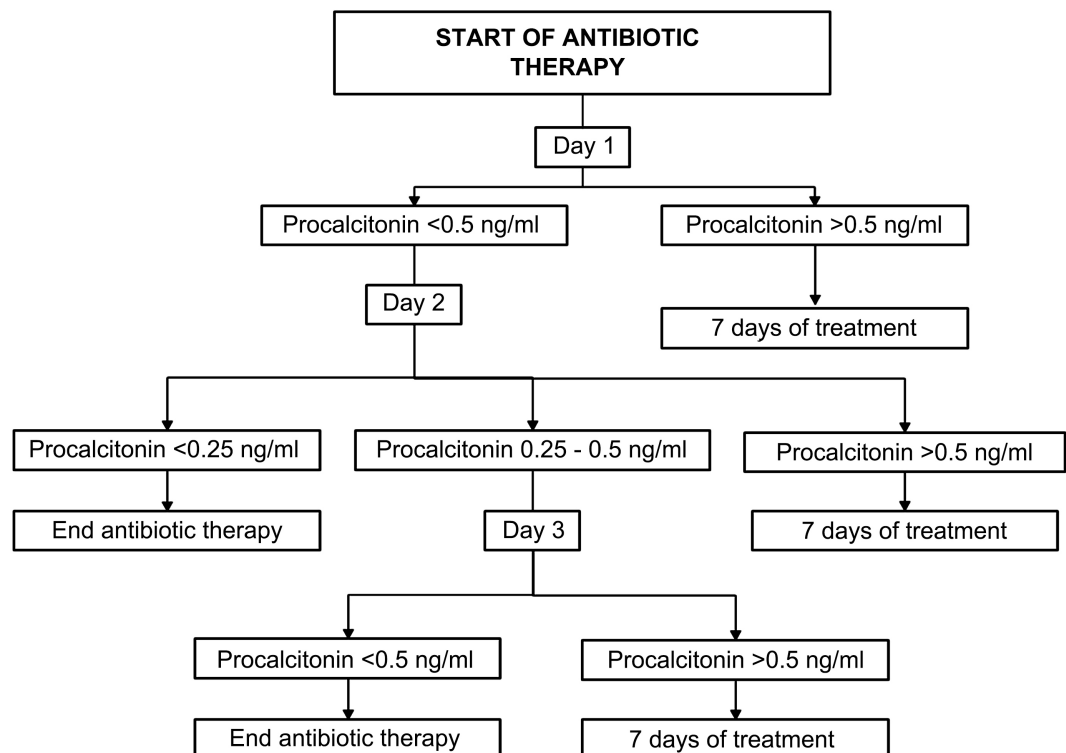 START OF ANTIBIOTIC
THERAPY
Day 1
Procalcitonin <0.5 ng/ml
Procalcitonin >0.5 ng/ml
Day 2
7 days of treatment
Procalcitonin <0.25 ng/ml
Procalcitonin 0.25 - 0.5 ng/ml
Procalcitonin >0.5 ng/ml
End antibiotic therapy
Day 3
7 days of treatment
Procalcitonin <0.5 ng/ml
Procalcitonin >0.5 ng/ml
End antibiotic therapy
7 days of treatment